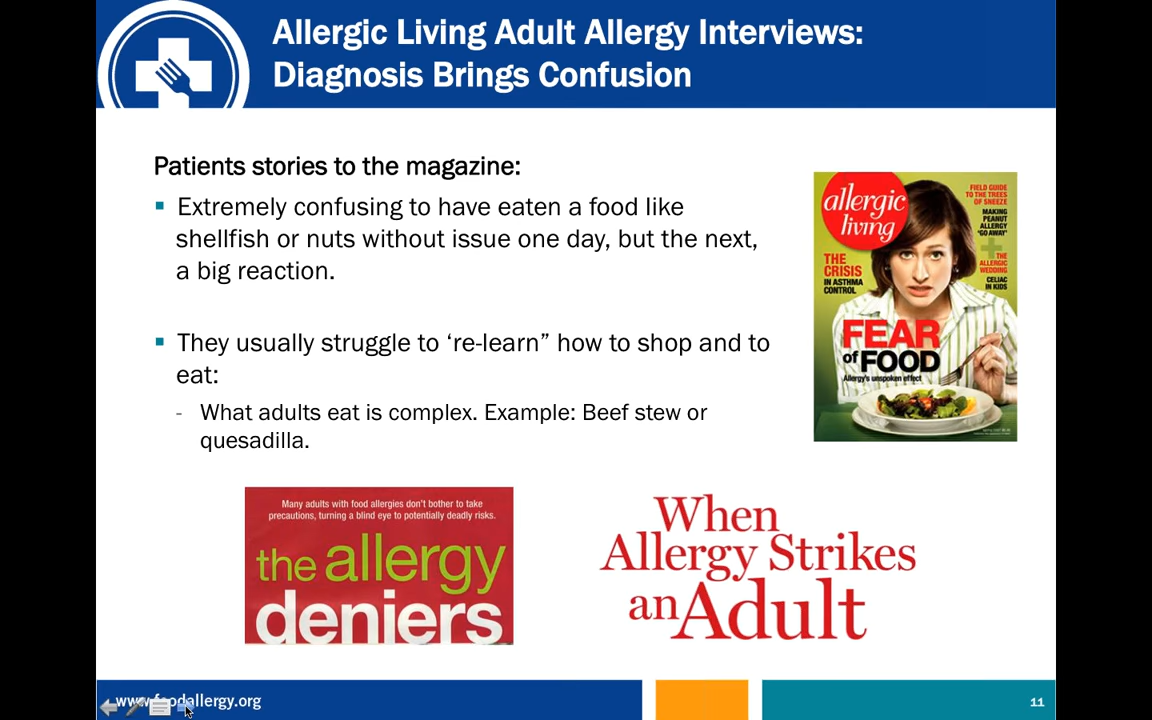 Allergic Living Adult Allergy Interviews:
Diagnosis Brings Confusion
Patients stories to the magazine:
Extremely confusing to have eaten a food like
shellfish or nuts without issue one day, but the next,
a big reaction.
They usually struggle to ‘re-learn” how to shop and to
eat:
- What adults eat is complex. Example: Beef stew or
quesadilla.
allergic
living
FIELD GUIDE
TO THE TREES
OF SNEEZE
MAKING
PEANUT
ALLERGY
'GO AWAY'
THE
ALLERGIC
WEDDING
CELIAC
IN KIDS
THE
CRISIS
IN ASTHMA
CONTROL
FEAR
of FOOD
Allergy's unspoken effect
Many adults with food allergies don't bother to take
precautions, turning a blind eye to potentially deadly risks.
the allergy
deniers
When
Allergy Strikes
an Adult
www.foodallergy.org
11